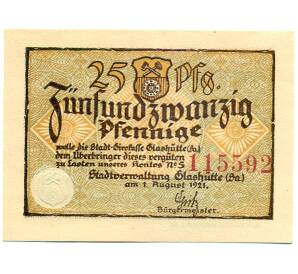 25 Pfg.
Fünfundzwanzig
Pfennige
wolle die Stadt-Girokasse Glashütte (Sa)
dem Überbringer dieses vergüten
zu Lasten unseres Kontos No 5
115592
Stadtverwaltung Glashütte (Sa)
am 1 August 1921.
Bürgermeister.